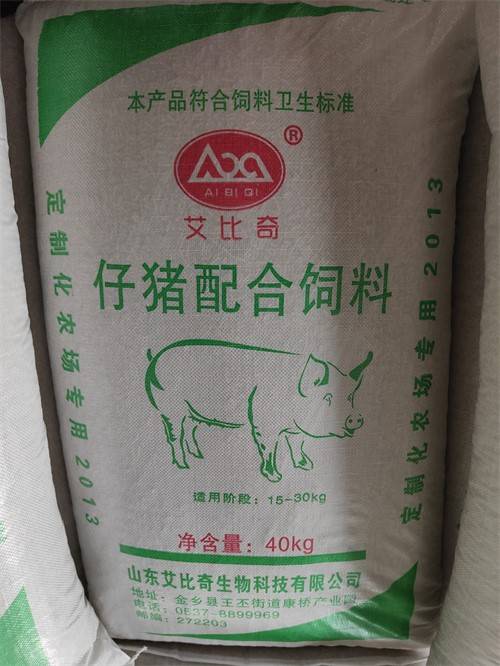 本产品符合饲料卫生标准
®
AI BI QI
艾比奇
仔猪配合饲料
定制化农场专用2013
定制化农场专用2013
适用阶段：15-30kg
净含量：40kg
山东艾比奇生物科技有限公司
地址：金乡县王丕街道康桥产业园
电话：0537-8899969
邮编：272203